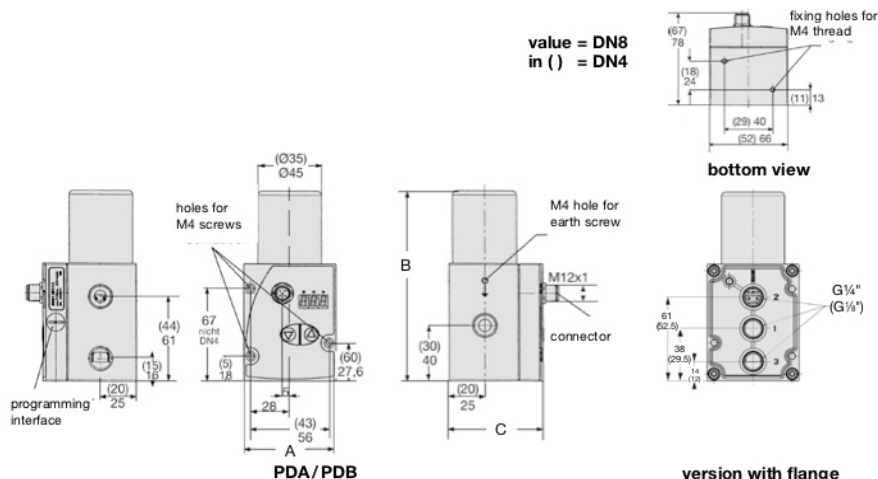 value = DN8
in ( ) = DN4
fixing holes for
M4 thread
(67)
78
(18)
24
(11) 13
(29) 40
(52) 66
bottom view
(Ø35)
Ø45
holes for
M4 screws
M4 hole for
earth screw
B
M12x1
connector
G¼"
(G⅛")
(44)
61
(15)
16
(20)
25
programming
interface
67
nicht
DN4
(5)
18
(60)
27,6
5
28
(43)
56
A
PDA/PDB
(30)
40
(20)
25
C
2
1
3
61
(52.5)
38
(29.5)
14
(12)
version with flange